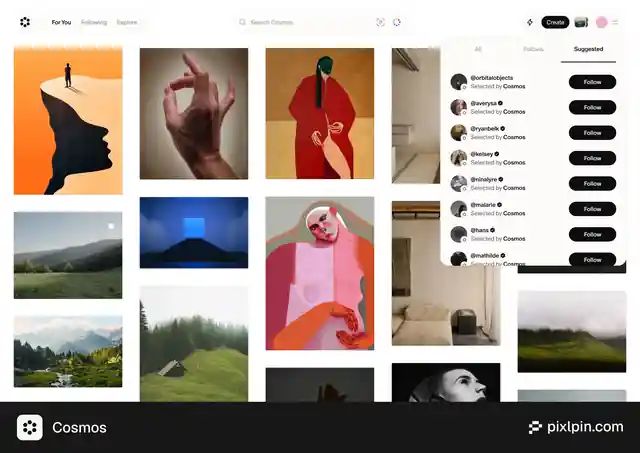 For You
Following
Explore
Search Cosmos
Create
All
Follows
Suggested
@orbitalobjects
Selected by Cosmos
Follow
@averysa
Selected by Cosmos
Follow
@ryanbelk
Selected by Cosmos
Follow
@kelsey
Selected by Cosmos
Follow
@ninalyre
Selected by Cosmos
Follow
@malarie
Selected by Cosmos
Follow
@hans
Selected by Cosmos
Follow
@mathilde
Selected by Cosmos
Follow
Cosmos
pixlpin.com